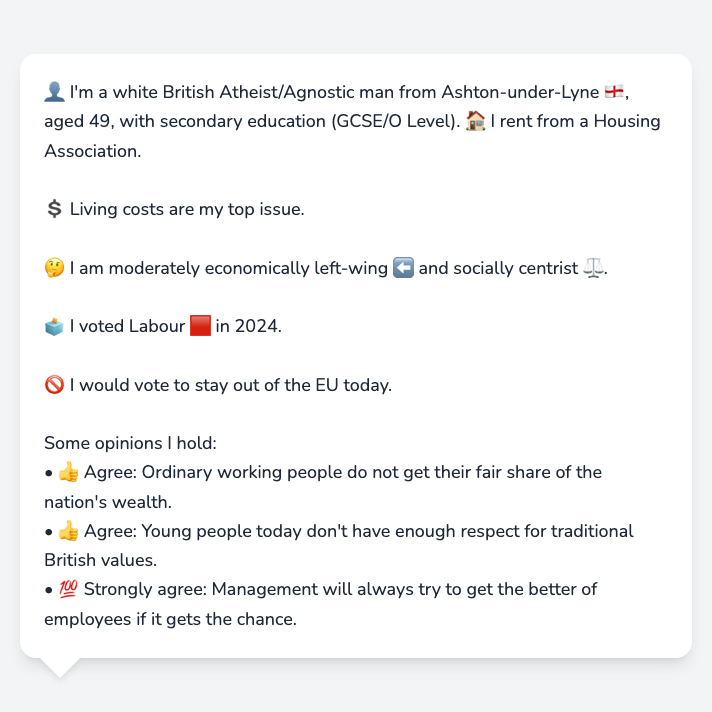 👤 I'm a white British Atheist/Agnostic man from Ashton-under-Lyne 🏴󠁧󠁢󠁥󠁮󠁧󠁿,
aged 49, with secondary education (GCSE/O Level). 🏠 I rent from a Housing
Association.
💲 Living costs are my top issue.
🤔 I am moderately economically left-wing ⬅️ and socially centrist ⚖️.
🗳️ I voted Labour 🟥 in 2024.
🚫 I would vote to stay out of the EU today.
Some opinions I hold:
• 👍 Agree: Ordinary working people do not get their fair share of the
nation's wealth.
• 👍 Agree: Young people today don't have enough respect for traditional
British values.
• 💯 Strongly agree: Management will always try to get the better of
employees if it gets the chance.